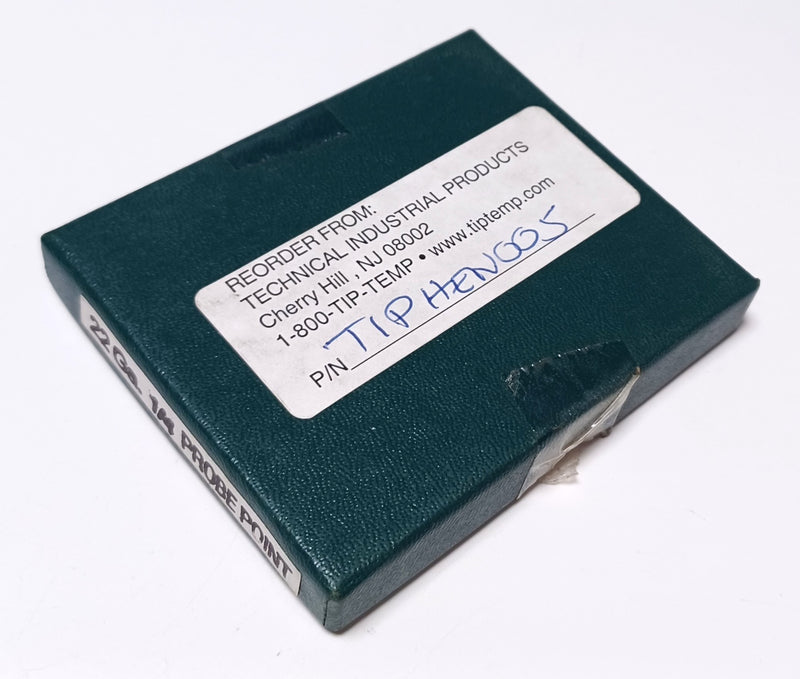 REORDER FROM:
TECHNICAL INDUSTRIAL PRODUCTS
Cherry Hill , NJ 08002
1-800-TIP-TEMP • www.tiptemp.com
P/N TIP HEN005
22 Ga. 1/4 PROBE POINT